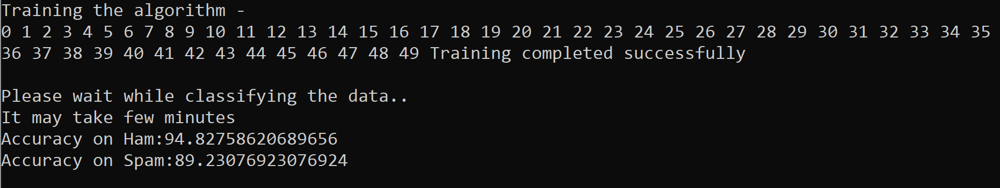 Training the algorithm -
0 1 2 3 4 5 6 7 8 9 10 11 12 13 14 15 16 17 18 19 20 21 22 23 24 25 26 27 28 29 30 31 32 33 34 35
36 37 38 39 40 41 42 43 44 45 46 47 48 49 Training completed successfully
Please wait while classifying the data..
It may take few minutes
Accuracy on Ham:94.82758620689656
Accuracy on Spam:89.23076923076924